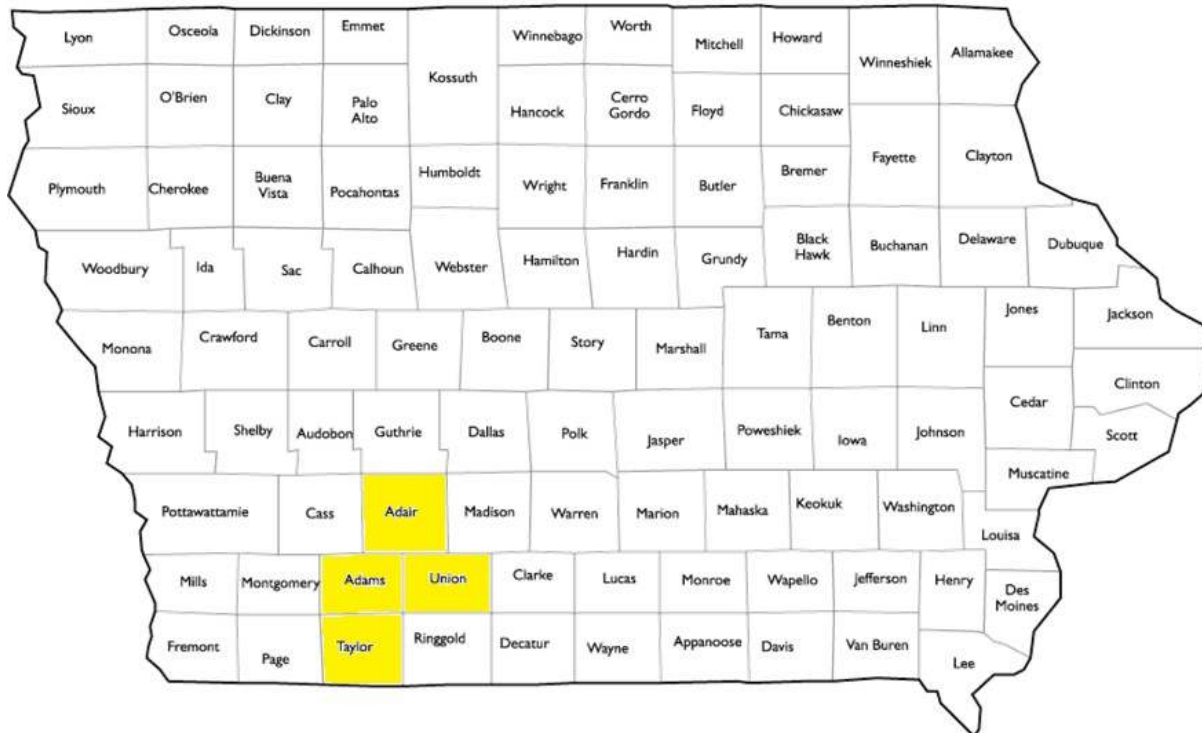 Lyon
Osceola
Dickinson
Emmet
Kossuth
Winnebago
Worth
Mitchell
Howard
Winneshiek
Allamakee
Sioux
O'Brien
Clay
Palo
Alto
Hancock
Cerro
Gordo
Floyd
Chickasaw
Fayette
Clayton
Plymouth
Cherokee
Buena
Vista
Pocahontas
Humboldt
Wright
Franklin
Butler
Bremer
Woodbury
Ida
Sac
Calhoun
Webster
Hamilton
Hardin
Grundy
Black
Hawk
Buchanan
Delaware
Dubuque
Monona
Crawford
Carroll
Greene
Boone
Story
Marshall
Tama
Benton
Linn
Jones
Jackson
Clinton
Harrison
Shelby
Audobon
Guthrie
Dallas
Polk
Jasper
Poweshiek
Iowa
Johnson
Cedar
Scott
Muscatine
Pottawattamie
Cass
Adair
Madison
Warren
Marion
Mahaska
Keokuk
Washington
Louisa
Mills
Montgomery
Adams
Union
Clarke
Lucas
Monroe
Wapello
Jefferson
Henry
Des
Moines
Fremont
Page
Taylor
Ringgold
Decatur
Wayne
Appanoose
Davis
Van Buren
Lee